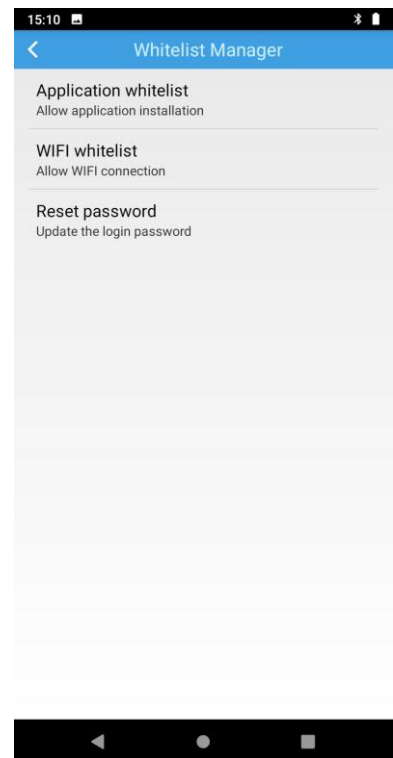 15:10
Whitelist Manager
Application whitelist
Allow application installation
WIFI whitelist
Allow WIFI connection
Reset password
Update the login password